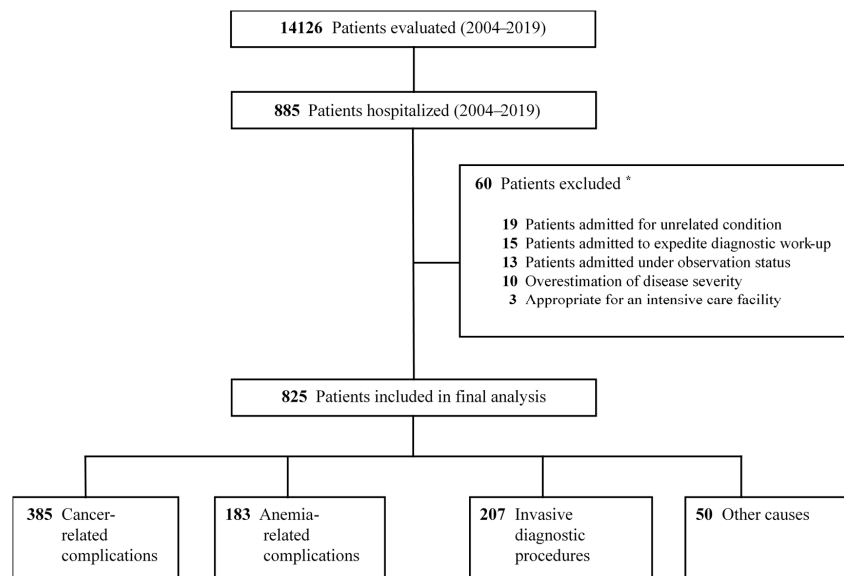 14126 Patients evaluated (2004–2019)
885 Patients hospitalized (2004–2019)
60 Patients excluded *
19 Patients admitted for unrelated condition
15 Patients admitted to expedite diagnostic work-up
13 Patients admitted under observation status
10 Overestimation of disease severity
3 Appropriate for an intensive care facility
825 Patients included in final analysis
385 Cancer-
related
complications
183 Anemia-
related
complications
207 Invasive
diagnostic
procedures
50 Other causes